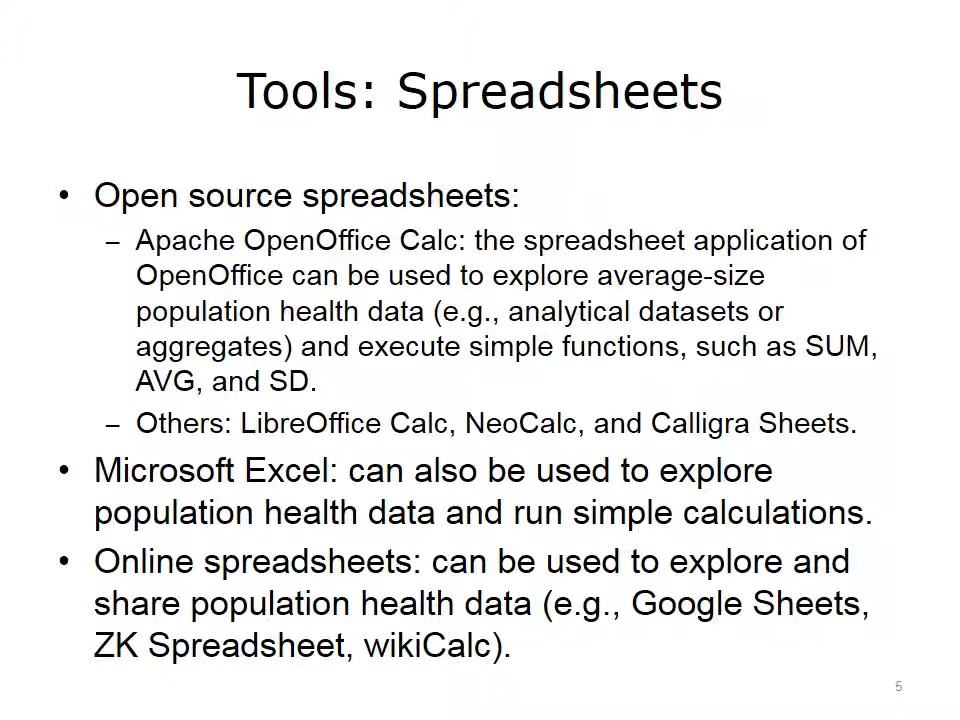 Tools: Spreadsheets
• Open source spreadsheets:
– Apache OpenOffice Calc: the spreadsheet application of
OpenOffice can be used to explore average-size
population health data (e.g., analytical datasets or
aggregates) and execute simple functions, such as SUM,
AVG, and SD.
– Others: LibreOffice Calc, NeoCalc, and Calligra Sheets.
• Microsoft Excel: can also be used to explore
population health data and run simple calculations.
• Online spreadsheets: can be used to explore and
share population health data (e.g., Google Sheets,
ZK Spreadsheet, wikiCalc).
5